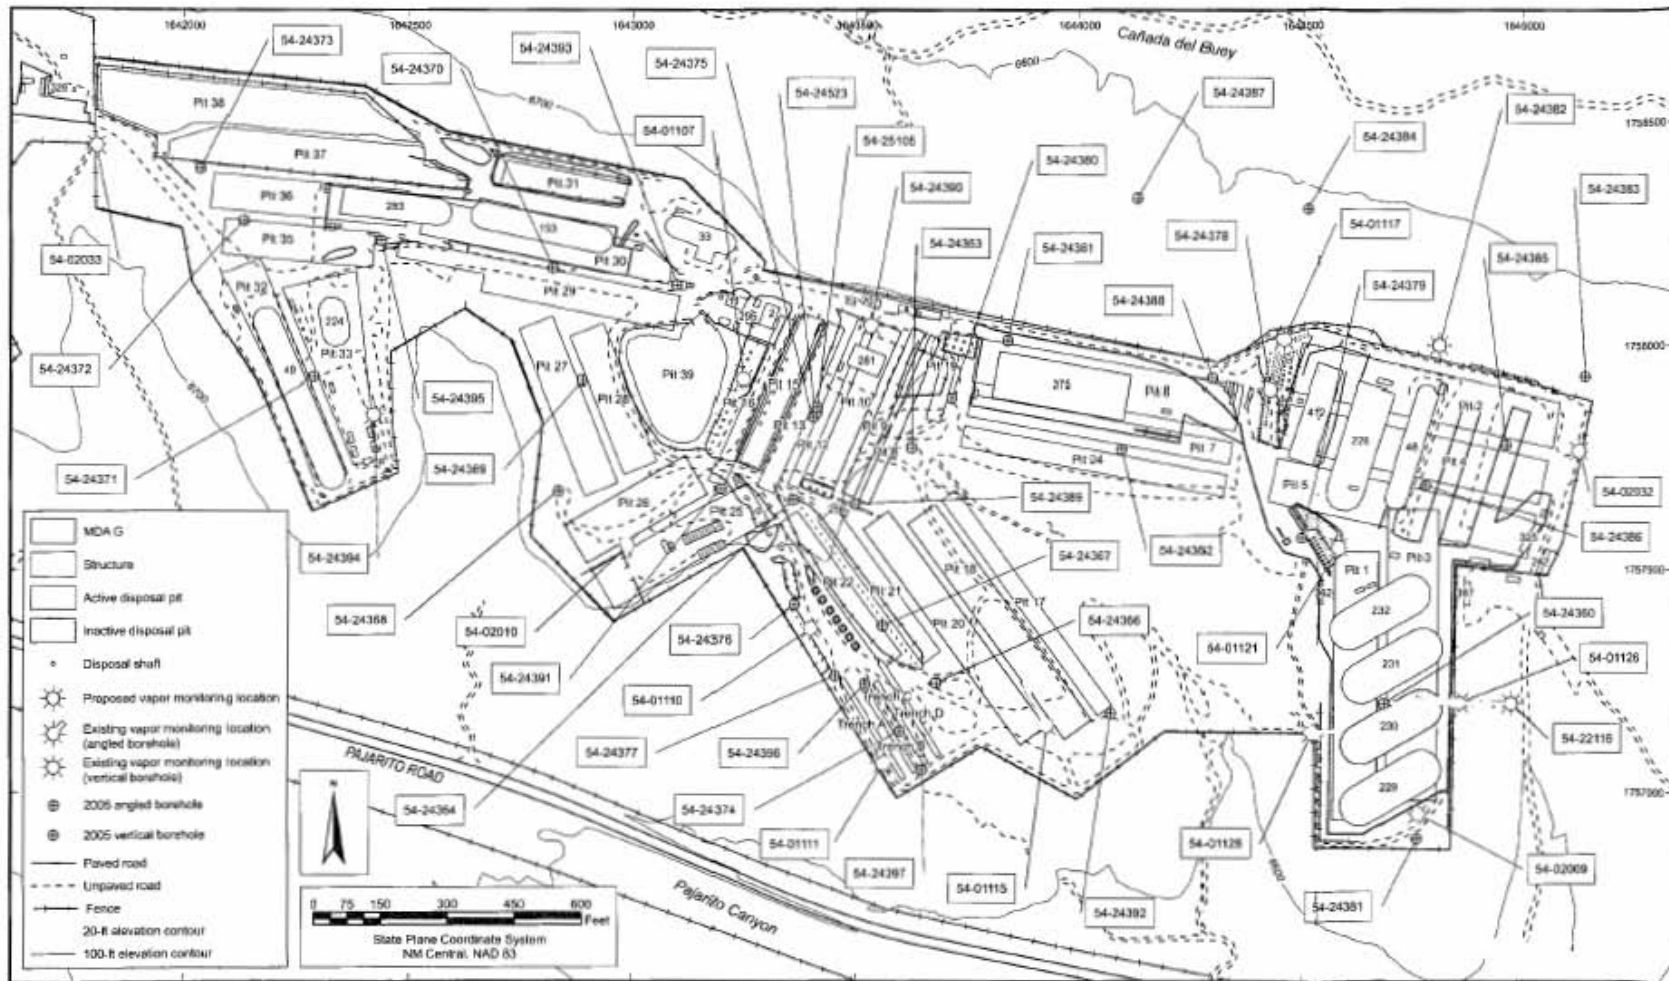 1642000
1642500
1643000
1644000
Cañada del Buey
6600
6700
54-24373
54-24370
54-24393
54-24375
54-24523
54-01107
54-25105
54-24390
54-24363
54-24380
54-24361
54-24387
54-24384
54-24382
54-24383
54-24378
54-01117
54-24385
54-24379
54-24388
1758500
1758000
1757500
1757000
Pit 38
Pit 37
Pit 36
Pit 35
Pit 31
283
153
Pit 30
33
Pit 29
Pit 32
224
Pit 33
49
Pit 27
Pit 28
Pit 39
Pit 26
Pit 25
54-02033
54-24372
54-24371
54-24395
54-24369
54-24394
54-24368
54-02010
54-24391
54-24364
54-24376
54-01110
54-24377
54-24396
54-24374
54-01111
54-24397
54-01115
54-24392
54-24389
54-24367
54-24366
54-24362
Pit 15
Pit 13
Pit 12
Pit 10
281
375
Pit 8
Pit 7
Pit 24
Pit 22
Pit 21
Pit 20
Pit 18
Pit 17
Trench A
Trench C
Trench D
412
226
48
Pit 2
Pit 4
Pit 5
Pit 3
Pit 1
232
231
230
229
54-02032
54-24386
54-24360
54-01126
54-22116
54-01121
54-01128
54-02009
54-24381
6700
6600
PAJARITO ROAD
Pajarito Canyon
MDA G
Structure
Active disposal pit
Inactive disposal pit
Disposal shaft
Proposed vapor monitoring location
Existing vapor monitoring location
(angled borehole)
Existing vapor monitoring location
(vertical borehole)
2005 angled borehole
2005 vertical borehole
Paved road
Unpaved road
Fence
20-ft elevation contour
100-ft elevation contour
N
0 75 150 300 450 600
Feet
State Plane Coordinate System
NM Central, NAD 83